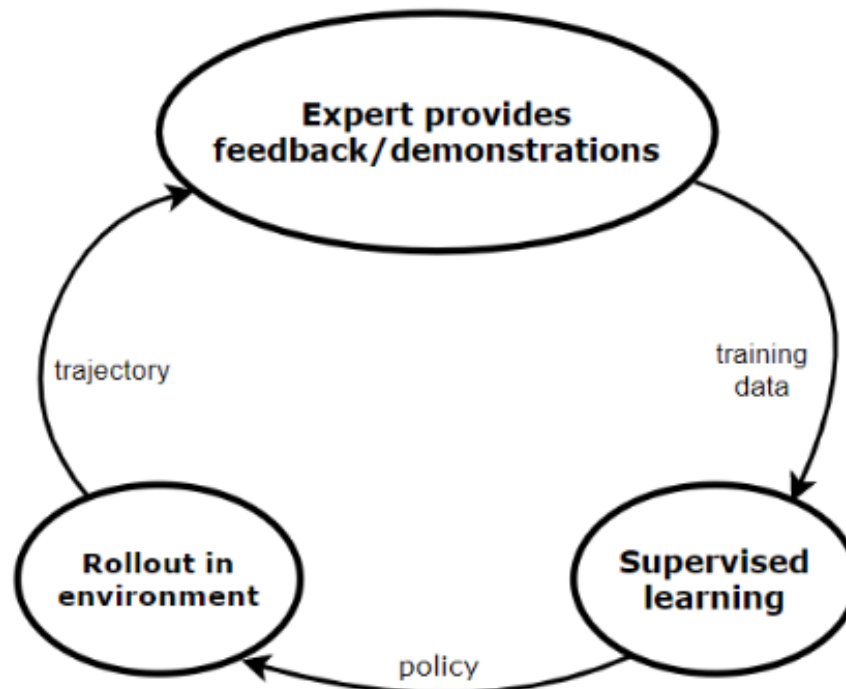 Expert provides
feedback/demonstrations
trajectory
training
data
Rollout in
environment
Supervised
learning
policy